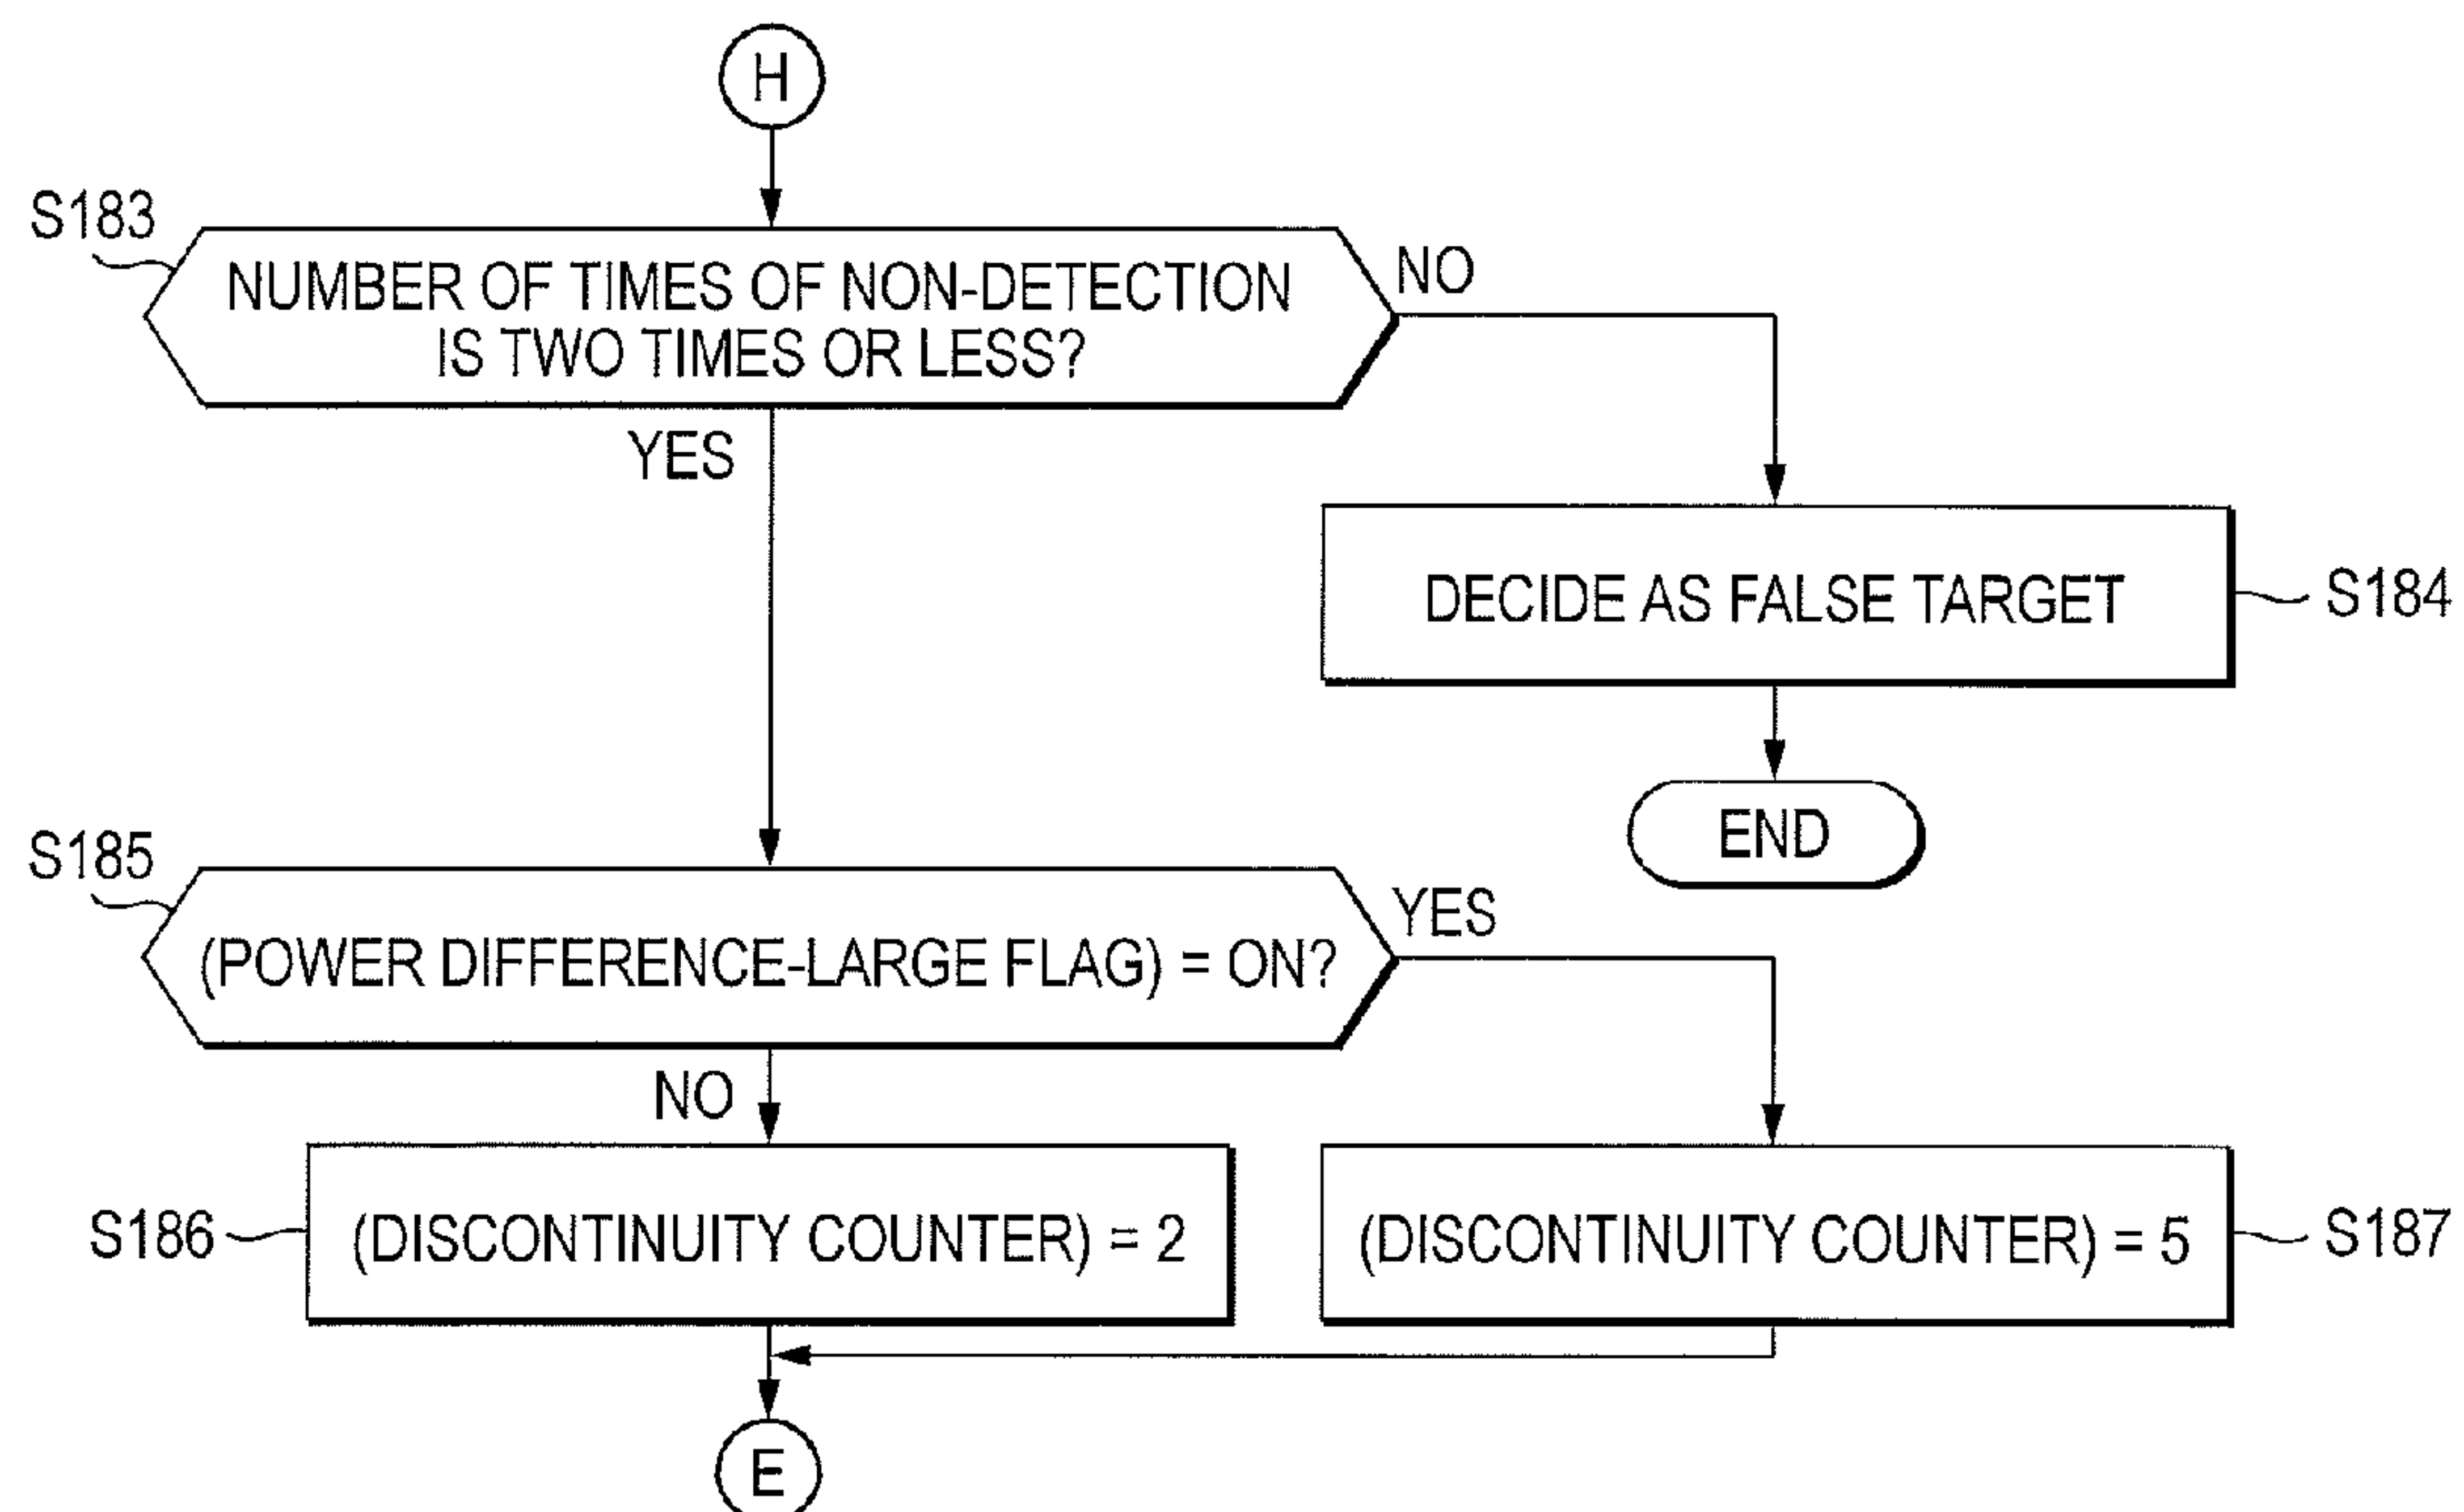 H
S183
NUMBER OF TIMES OF NON-DETECTION
IS TWO TIMES OR LESS?
NO
YES
DECIDE AS FALSE TARGET
S184
END
S185
(POWER DIFFERENCE-LARGE FLAG) = ON?
YES
NO
S186
(DISCONTINUITY COUNTER) = 2
(DISCONTINUITY COUNTER) = 5
S187
E